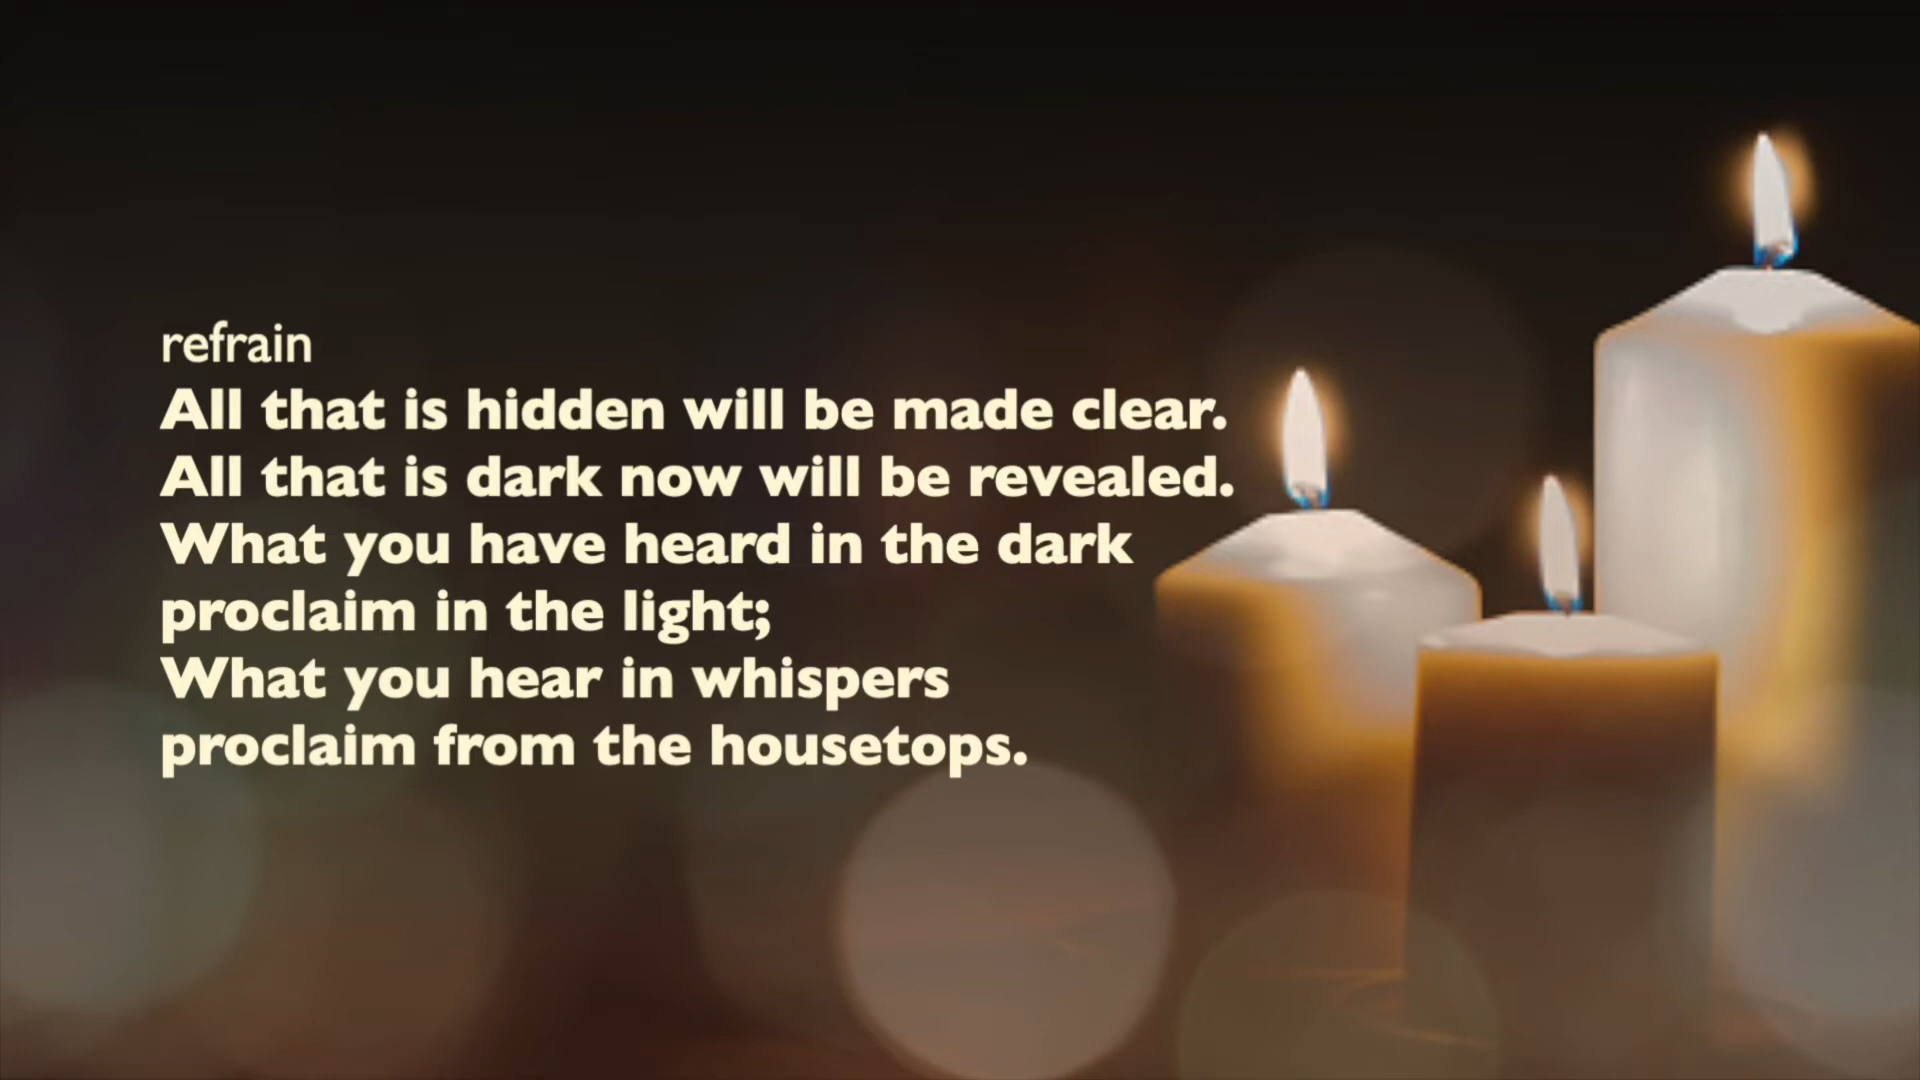 refrain
All that is hidden will be made clear.
All that is dark now will be revealed.
What you have heard in the dark
proclaim in the light;
What you hear in whispers
proclaim from the housetops.